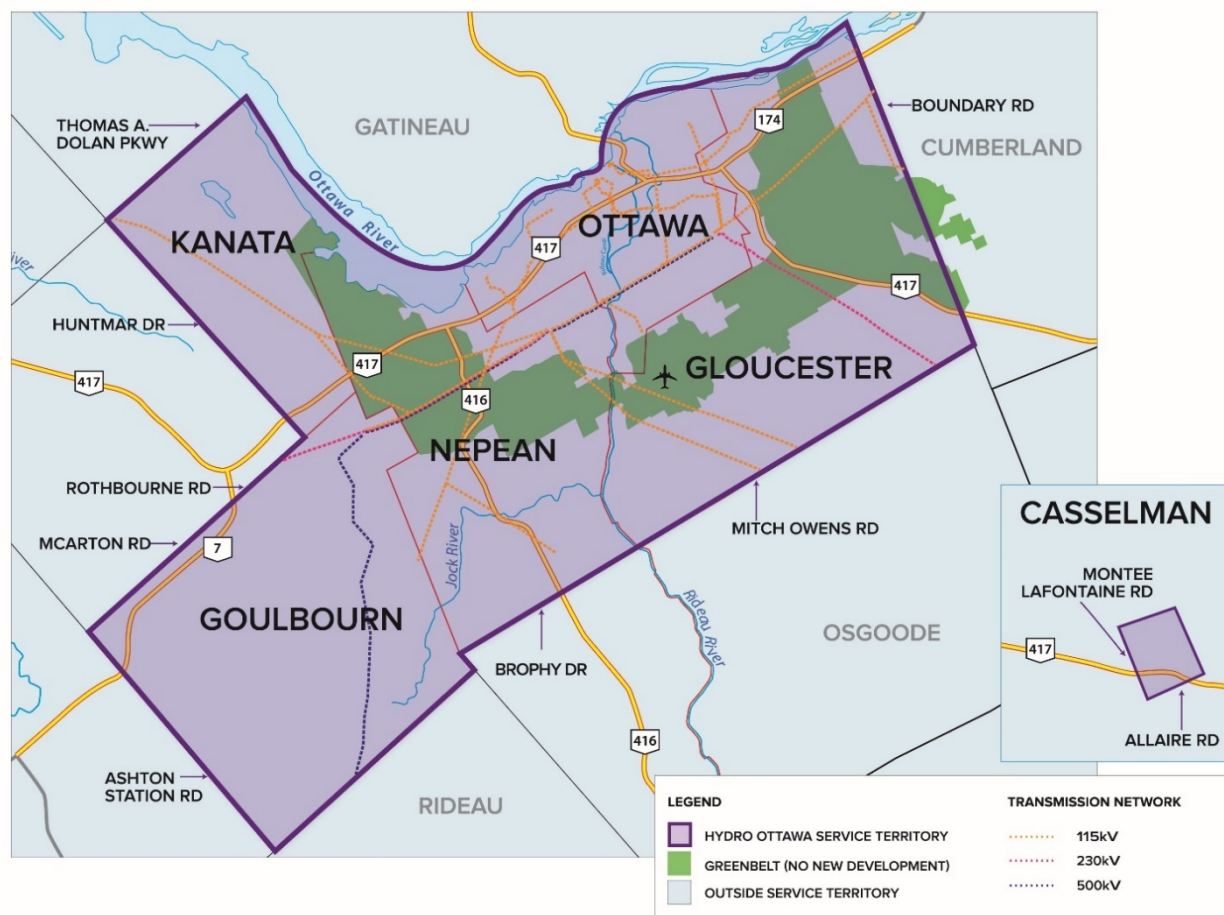 THOMAS A.
DOLAN PKWY
GATINEAU
BOUNDARY RD
174
CUMBERLAND
Ottawa River
KANATA
OTTAWA
417
417
HUNTMAR DR
417
417
416
GLOUCESTER
NEPEAN
ROTHBOURNE RD
MITCH OWENS RD
MCARTON RD
7
Jock River
GOULBOURN
Rideau River
OSGOODE
BROPHY DR
416
ASHTON
STATION RD
RIDEAU
CASSELMAN
MONTEE
LAFONTAINE RD
417
ALLAIRE RD
LEGEND
HYDRO OTTAWA SERVICE TERRITORY
GREENBELT (NO NEW DEVELOPMENT)
OUTSIDE SERVICE TERRITORY
TRANSMISSION NETWORK
115kV
230kV
500kV